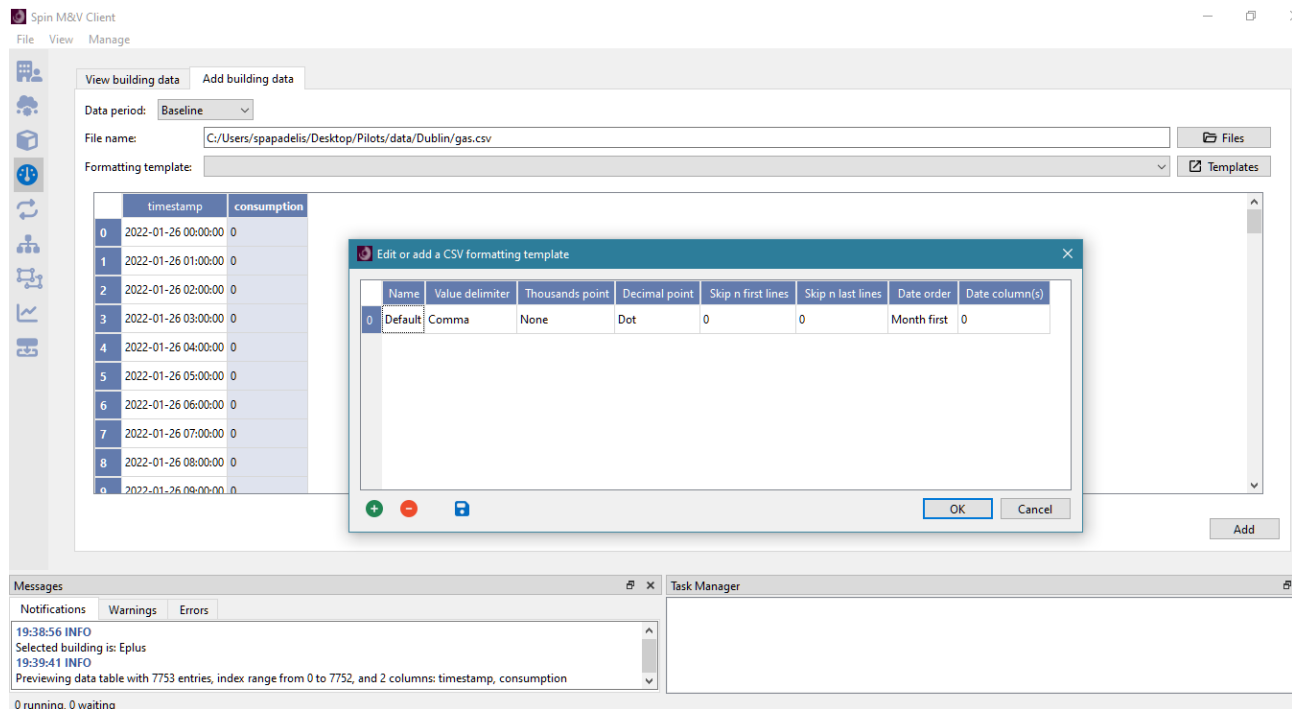 Spin M&V Client
File View Manage
View building data Add building data
Data period: Baseline
File name: C:/Users/spapadelis/Desktop/Pilots/data/Dublin/gas.csv Files
Formatting template: Templates
timestamp consumption
0 2022-01-26 00:00:00 0
1 2022-01-26 01:00:00 0
2 2022-01-26 02:00:00 0
3 2022-01-26 03:00:00 0
4 2022-01-26 04:00:00 0
5 2022-01-26 05:00:00 0
6 2022-01-26 06:00:00 0
7 2022-01-26 07:00:00 0
8 2022-01-26 08:00:00 0
9 2022-01-26 09:00:00 0
Edit or add a CSV formatting template
Name Value delimiter Thousands point Decimal point Skip n first lines Skip n last lines Date order Date column(s)
0 Default Comma None Dot 0 0 Month first 0
OK Cancel
Add
Messages
Notifications Warnings Errors
19:38:56 INFO
Selected building is: Eplus
19:39:41 INFO
Previewing data table with 7753 entries, index range from 0 to 7752, and 2 columns: timestamp, consumption
Task Manager
0 running, 0 waiting